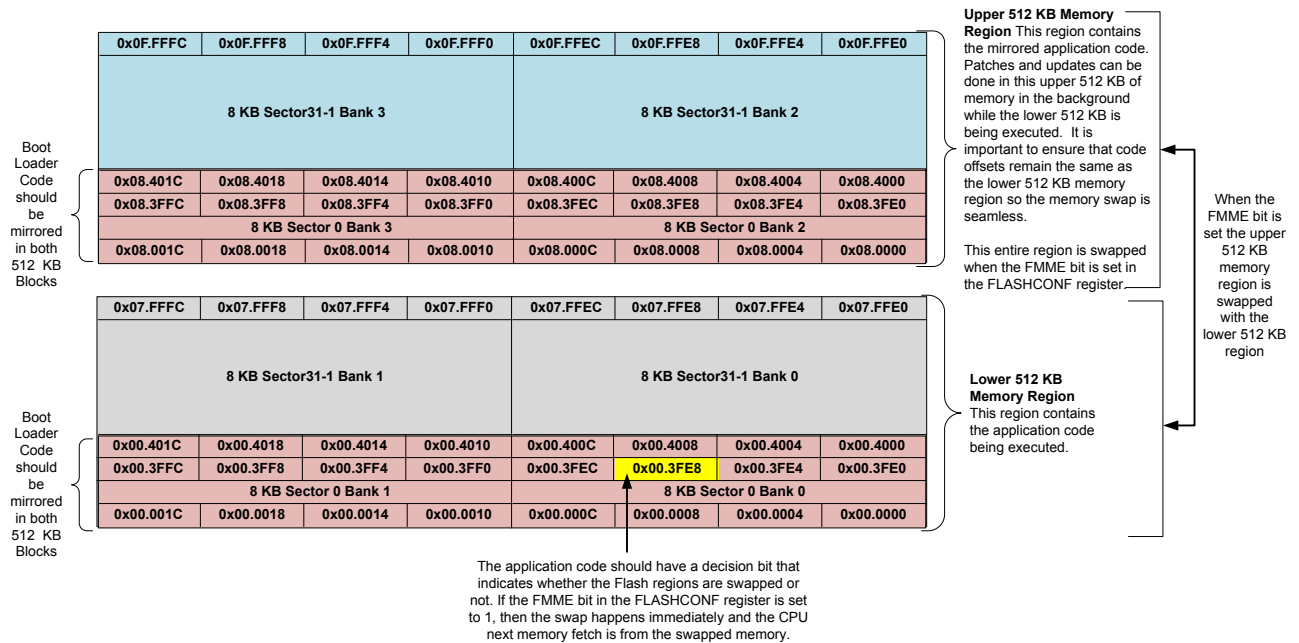 0x0F.FFFC 0x0F.FFF8 0x0F.FFF4 0x0F.FFF0 0x0F.FFEC 0x0F.FFE8 0x0F.FFE4 0x0F.FFE0
8 KB Sector31-1 Bank 3 8 KB Sector31-1 Bank 2
0x08.401C 0x08.4018 0x08.4014 0x08.4010 0x08.400C 0x08.4008 0x08.4004 0x08.4000
0x08.3FFC 0x08.3FF8 0x08.3FF4 0x08.3FF0 0x08.3FEC 0x08.3FE8 0x08.3FE4 0x08.3FE0
8 KB Sector 0 Bank 3 8 KB Sector 0 Bank 2
0x08.001C 0x08.0018 0x08.0014 0x08.0010 0x08.000C 0x08.0008 0x08.0004 0x08.0000
Boot
Loader
Code
should
be
mirrored
in both
512 KB
Blocks
Upper 512 KB Memory
Region This region contains
the mirrored application code.
Patches and updates can be
done in this upper 512 KB of
memory in the background
while the lower 512 KB is
being executed. It is
important to ensure that code
offsets remain the same as
the lower 512 KB memory
region so the memory swap is
seamless.
This entire region is swapped
when the FMME bit is set in
the FLASHCONF register.
When the
FMME bit is
set the upper
512 KB
memory
region is
swapped
with the
lower 512 KB
region
0x07.FFFC 0x07.FFF8 0x07.FFF4 0x07.FFF0 0x07.FFEC 0x07.FFE8 0x07.FFE4 0x07.FFE0
8 KB Sector31-1 Bank 1 8 KB Sector31-1 Bank 0
0x00.401C 0x00.4018 0x00.4014 0x00.4010 0x00.400C 0x00.4008 0x00.4004 0x00.4000
0x00.3FFC 0x00.3FF8 0x00.3FF4 0x00.3FF0 0x00.3FEC 0x00.3FE8 0x00.3FE4 0x00.3FE0
8 KB Sector 0 Bank 1 8 KB Sector 0 Bank 0
0x00.001C 0x00.0018 0x00.0014 0x00.0010 0x00.000C 0x00.0008 0x00.0004 0x00.0000
Boot
Loader
Code
should
be
mirrored
in both
512 KB
Blocks
Lower 512 KB
Memory Region
This region contains
the application code
being executed.
The application code should have a decision bit that
indicates whether the Flash regions are swapped or
not. If the FMME bit in the FLASHCONF register is set
to 1, then the swap happens immediately and the CPU
next memory fetch is from the swapped memory.